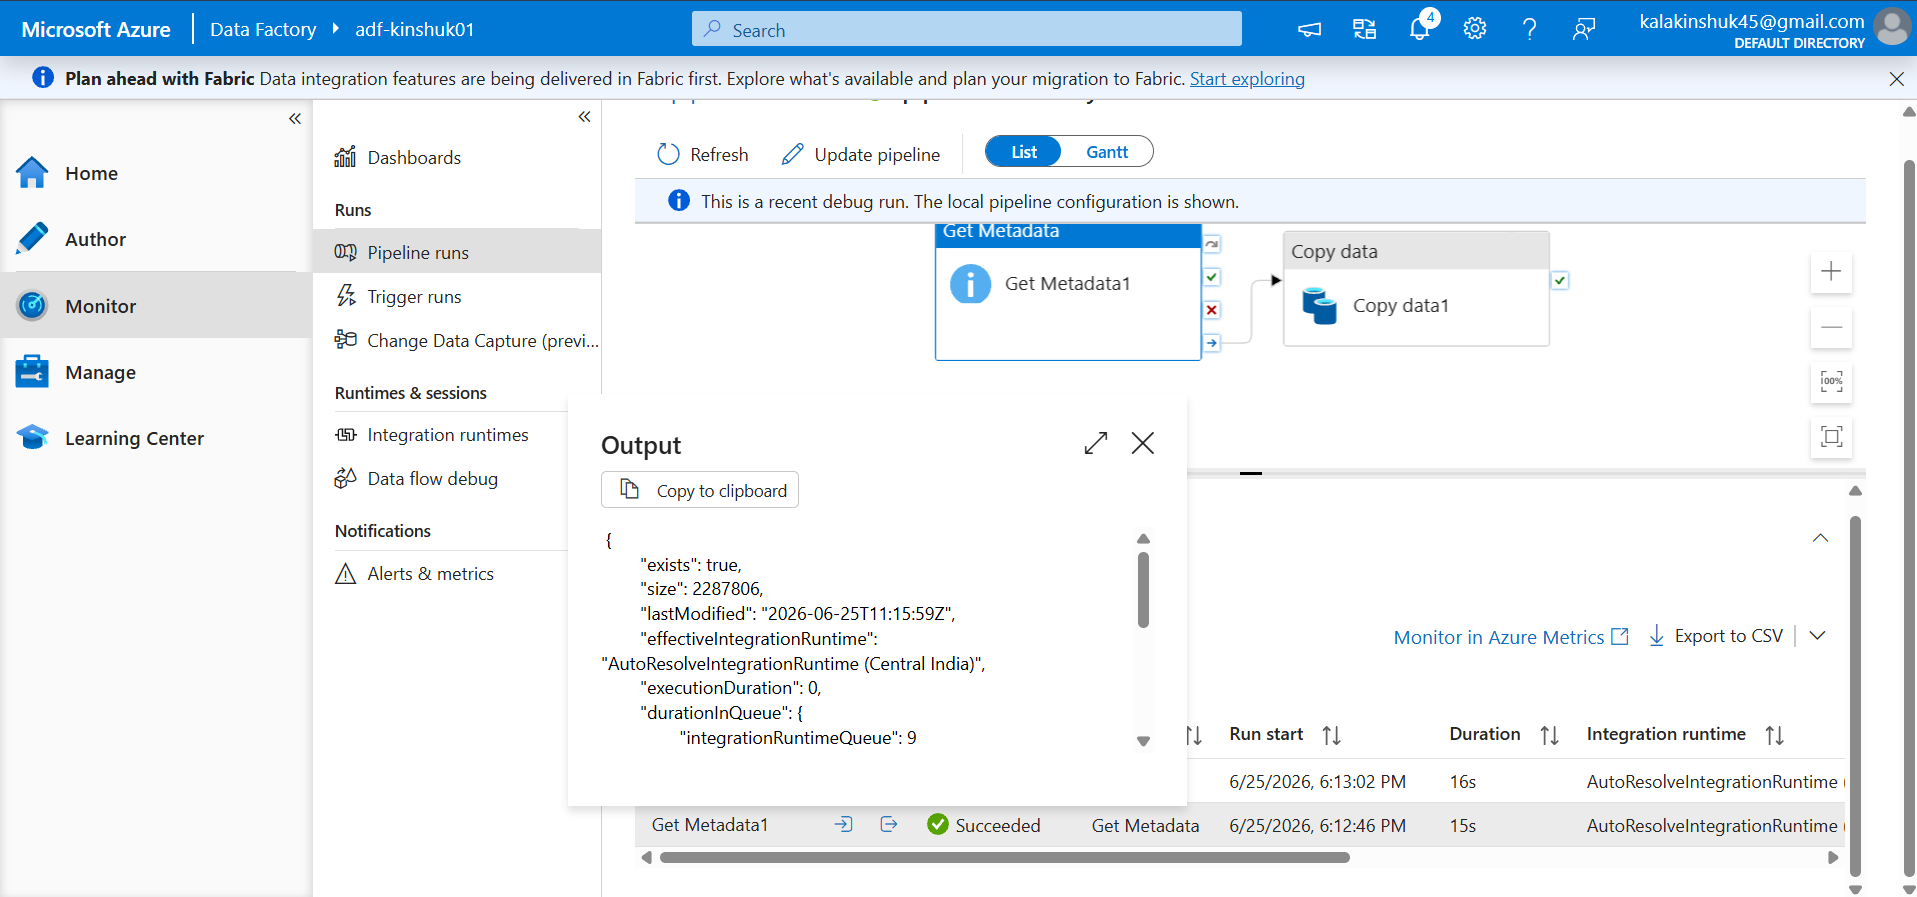 Microsoft Azure
Data Factory
adf-kinshuk01
Search
4
kalakinshuk45@gmail.com
DEFAULT DIRECTORY
Plan ahead with Fabric Data integration features are being delivered in Fabric first. Explore what's available and plan your migration to Fabric. Start exploring
Home
Author
Monitor
Manage
Learning Center
Dashboards
Runs
Pipeline runs
Trigger runs
Change Data Capture (previ...
Runtimes & sessions
Integration runtimes
Data flow debug
Notifications
Alerts & metrics
Refresh
Update pipeline
List
Gantt
This is a recent debug run. The local pipeline configuration is shown.
Get Metadata
Get Metadata1
Copy data
Copy data1
100%
Output
Copy to clipboard
{
"exists": true,
"size": 2287806,
"lastModified": "2026-06-25T11:15:59Z",
"effectiveIntegrationRuntime":
"AutoResolveIntegrationRuntime (Central India)",
"executionDuration": 0,
"durationInQueue": {
"integrationRuntimeQueue": 9
Monitor in Azure Metrics
Export to CSV
Run start
Duration
Integration runtime
6/25/2026, 6:13:02 PM
16s
AutoResolveIntegrationRuntime (
Get Metadata1
Succeeded
Get Metadata
6/25/2026, 6:12:46 PM
15s
AutoResolveIntegrationRuntime (